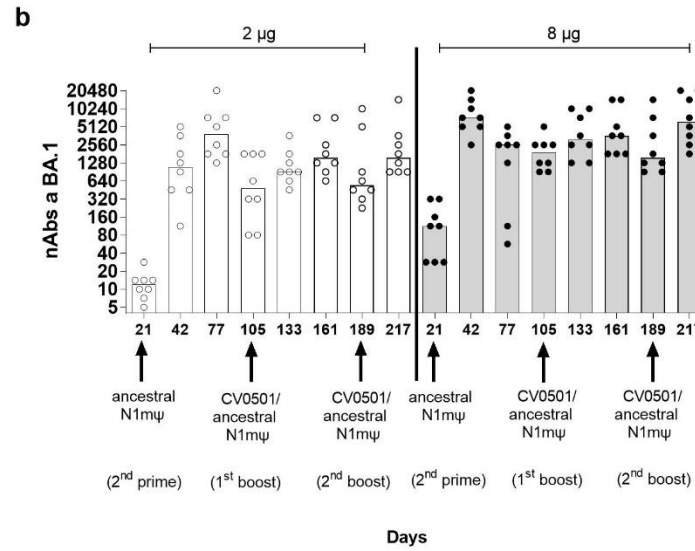 b
2 µg
8 µg
nAbs a BA.1
20480
10240
5120
2560
1280
640
320
160
80
40
20
10
5
21 42 77 105 133 161 189 217 21 42 77 105 133 161 189 217
ancestral
N1mψ
CV0501/
ancestral
N1mψ
CV0501/
ancestral
N1mψ
ancestral
N1mψ
CV0501/
ancestral
N1mψ
CV0501/
ancestral
N1mψ
(2nd prime) (1st boost) (2nd boost) (2nd prime) (1st boost) (2nd boost)
Days